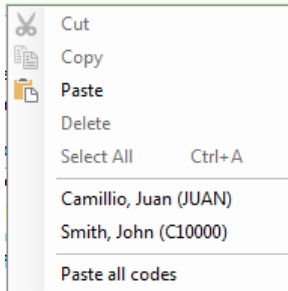 Cut
Copy
Paste
Delete
Select All Ctrl+A
Camillio, Juan (JUAN)
Smith, John (C10000)
Paste all codes